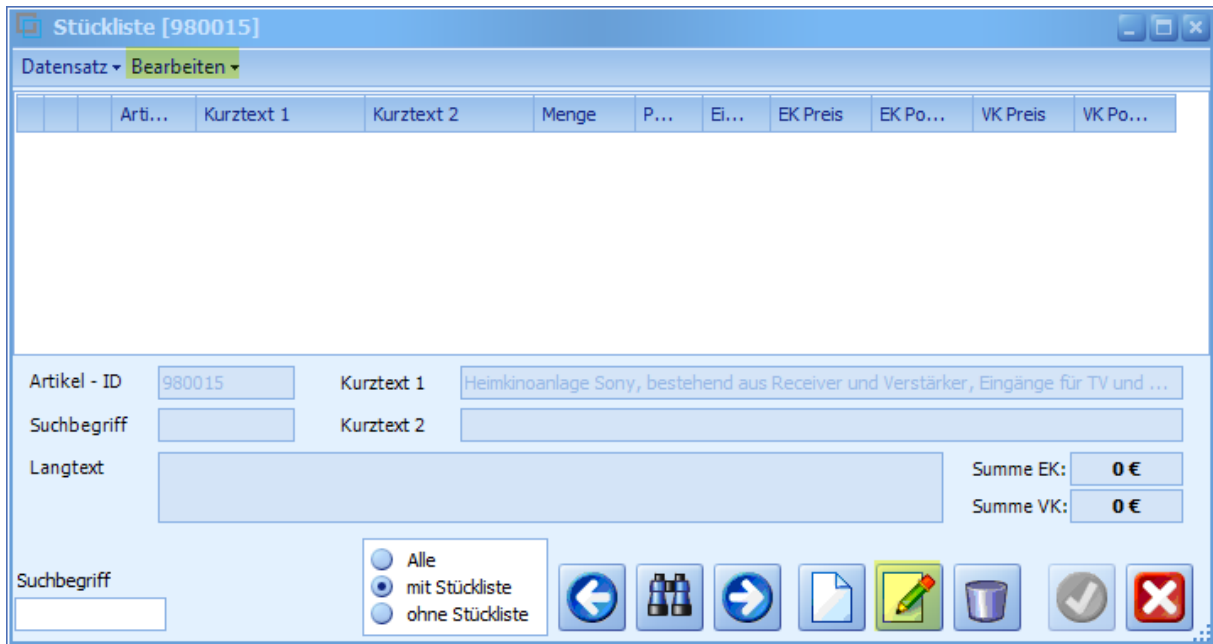 Stückliste [980015]
Datensatz Bearbeiten
Arti... Kurztext 1 Kurztext 2 Menge P... Ei... EK Preis EK Po... VK Preis VK Po...
Artikel - ID 980015 Kurztext 1 Heimkinoanlage Sony, bestehend aus Receiver und Verstärker, Eingänge für TV und ...
Suchbegriff Kurztext 2
Langtext Summe EK: 0 €
Summe VK: 0 €
Alle
Suchbegriff mit Stückliste
ohne Stückliste